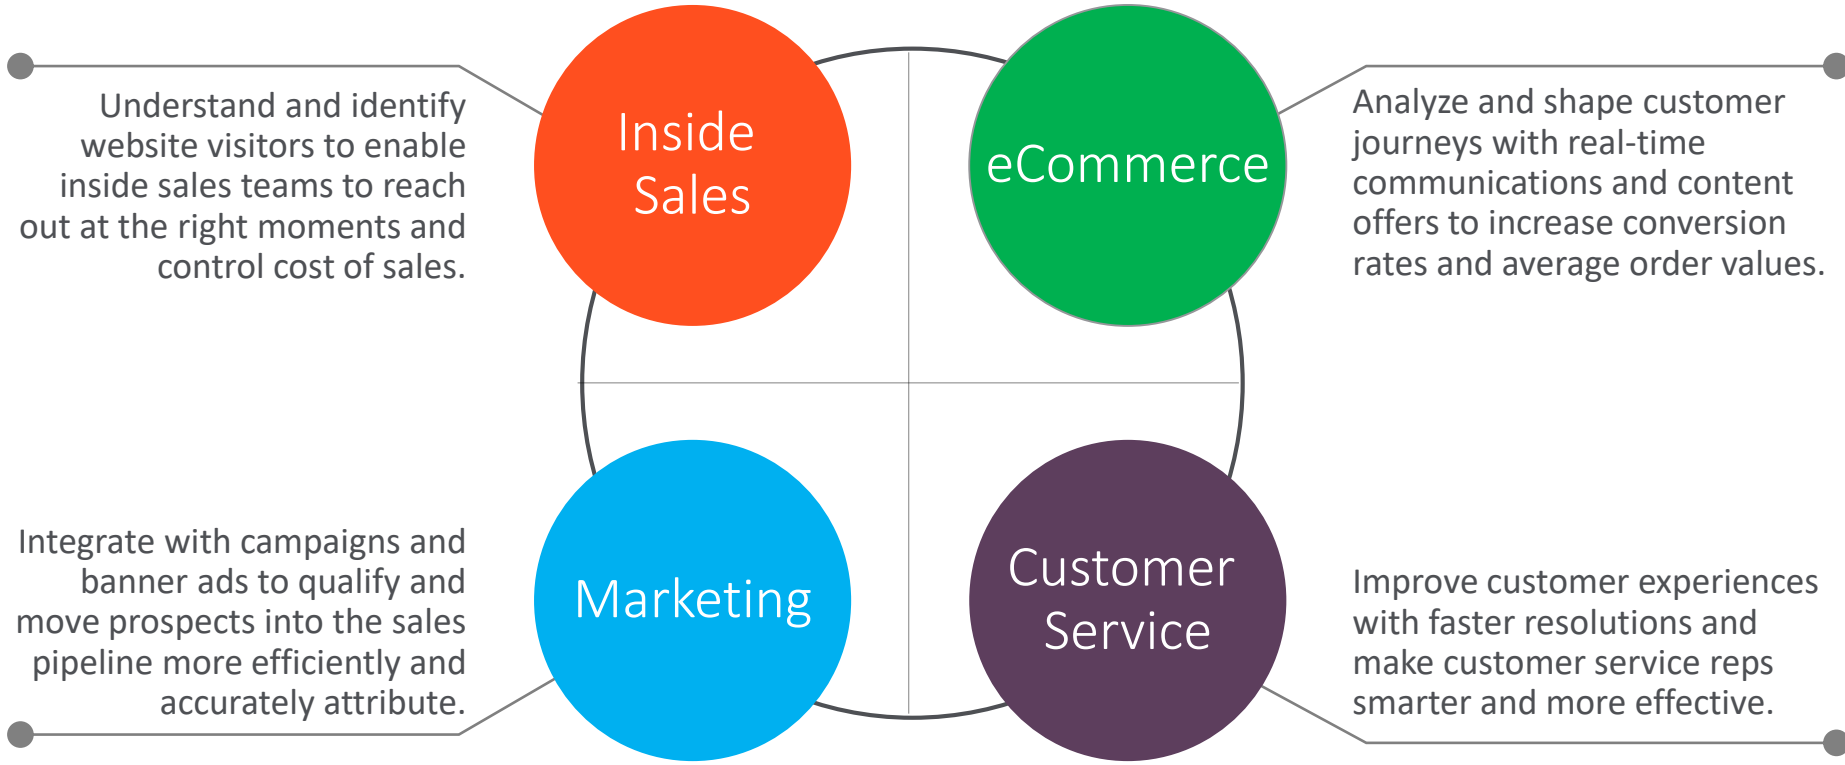 Understand and identify
website visitors to enable
inside sales teams to reach
out at the right moments and
control cost of sales.
Inside
Sales
eCommerce
Analyze and shape customer
journeys with real-time
communications and content
offers to increase conversion
rates and average order values.
Integrate with campaigns and
banner ads to qualify and
move prospects into the sales
pipeline more efficiently and
accurately attribute.
Marketing
Customer
Service
Improve customer experiences
with faster resolutions and
make customer service reps
smarter and more effective.